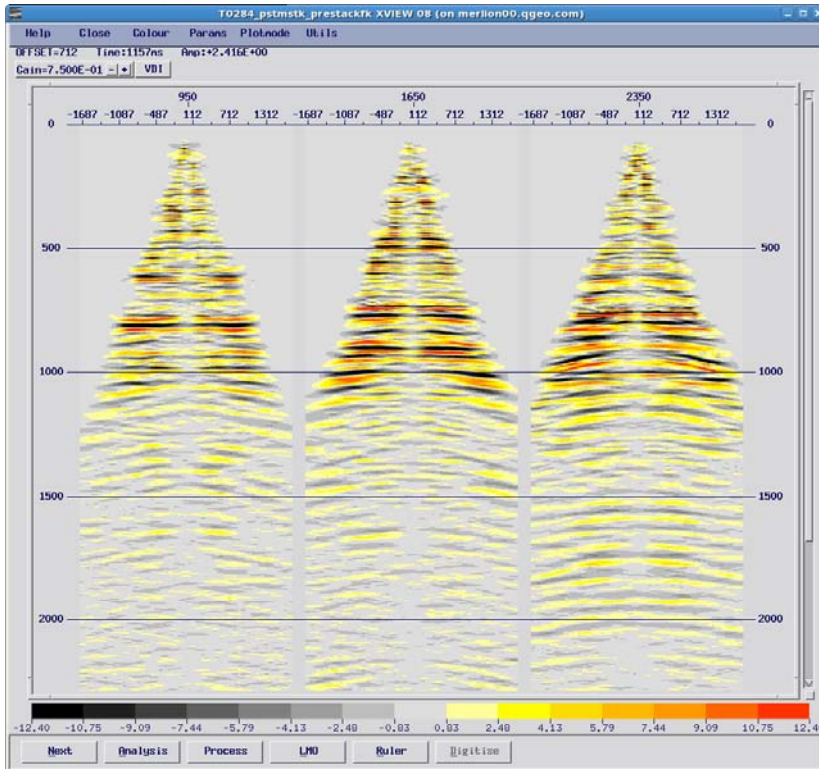 T0284_pstmstk_prestackfk XVIEW 08 (on merlion00.qgeo.com)
Help Close Colour Params Plotmode Utils
OFFSET=712 Time:1157ms Amp:+2.416E+00
Gain=7.500E-01 - + VDI
950 1650 2350
-1687 -1087 -487 112 712 1312 -1687 -1087 -487 112 712 1312 -1687 -1087 -487 112 712 1312
0 0
500 500
1000 1000
1500 1500
2000 2000
-12.40 -10.75 -9.09 -7.44 -5.79 -4.13 -2.48 -0.83 0.83 2.48 4.13 5.79 7.44 9.09 10.75 12.40
Next Analysis Process LMO Ruler Digitise